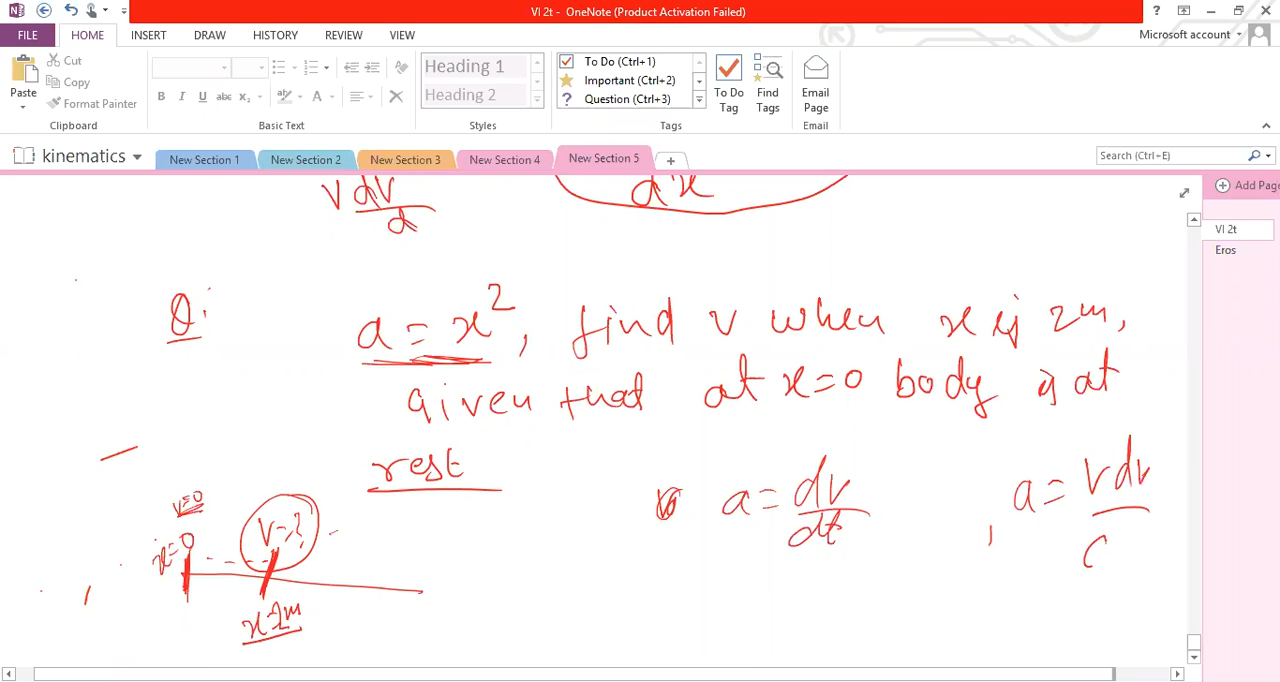 VI 2t - OneNote (Product Activation Failed)
FILE HOME INSERT DRAW HISTORY REVIEW VIEW
Microsoft account
Paste
Cut
Copy
Format Painter
Clipboard
Basic Text
Heading 1
Heading 2
Styles
To Do (Ctrl+1)
Important (Ctrl+2)
Question (Ctrl+3)
Tags
To Do Tag
Find Tags
Email Page
Email
kinematics
New Section 1 New Section 2 New Section 3 New Section 4 New Section 5
Search (Ctrl+E)
Add Page
VI 2t
Eros
v dv/d
dx
Q. a = x², find v when x is 2m,
given that at x=0 body is at
rest
a = dv/dt , a = vdv
v=0
x=0
v=?
x=2m